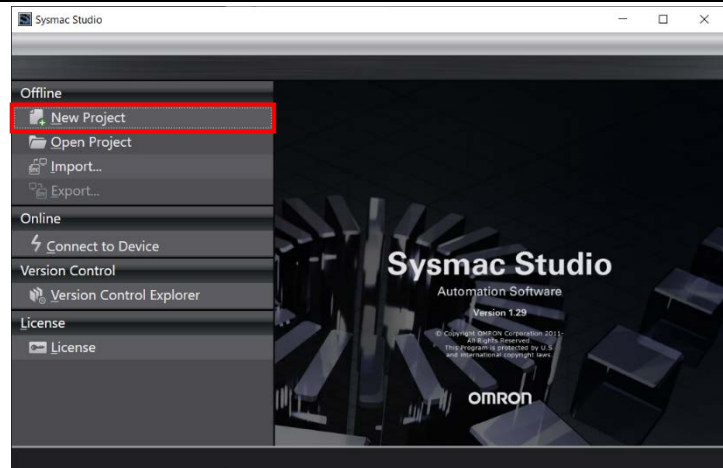 Sysmac Studio
Offline
New Project
Open Project
Import...
Export...
Online
Connect to Device
Version Control
Version Control Explorer
License
License
Sysmac Studio
Automation Software
Version 1.29
© Copyright OMRON Corporation 2011-
All Rights Reserved.
This Program is protected by U.S
and international copyright laws.
OMRON